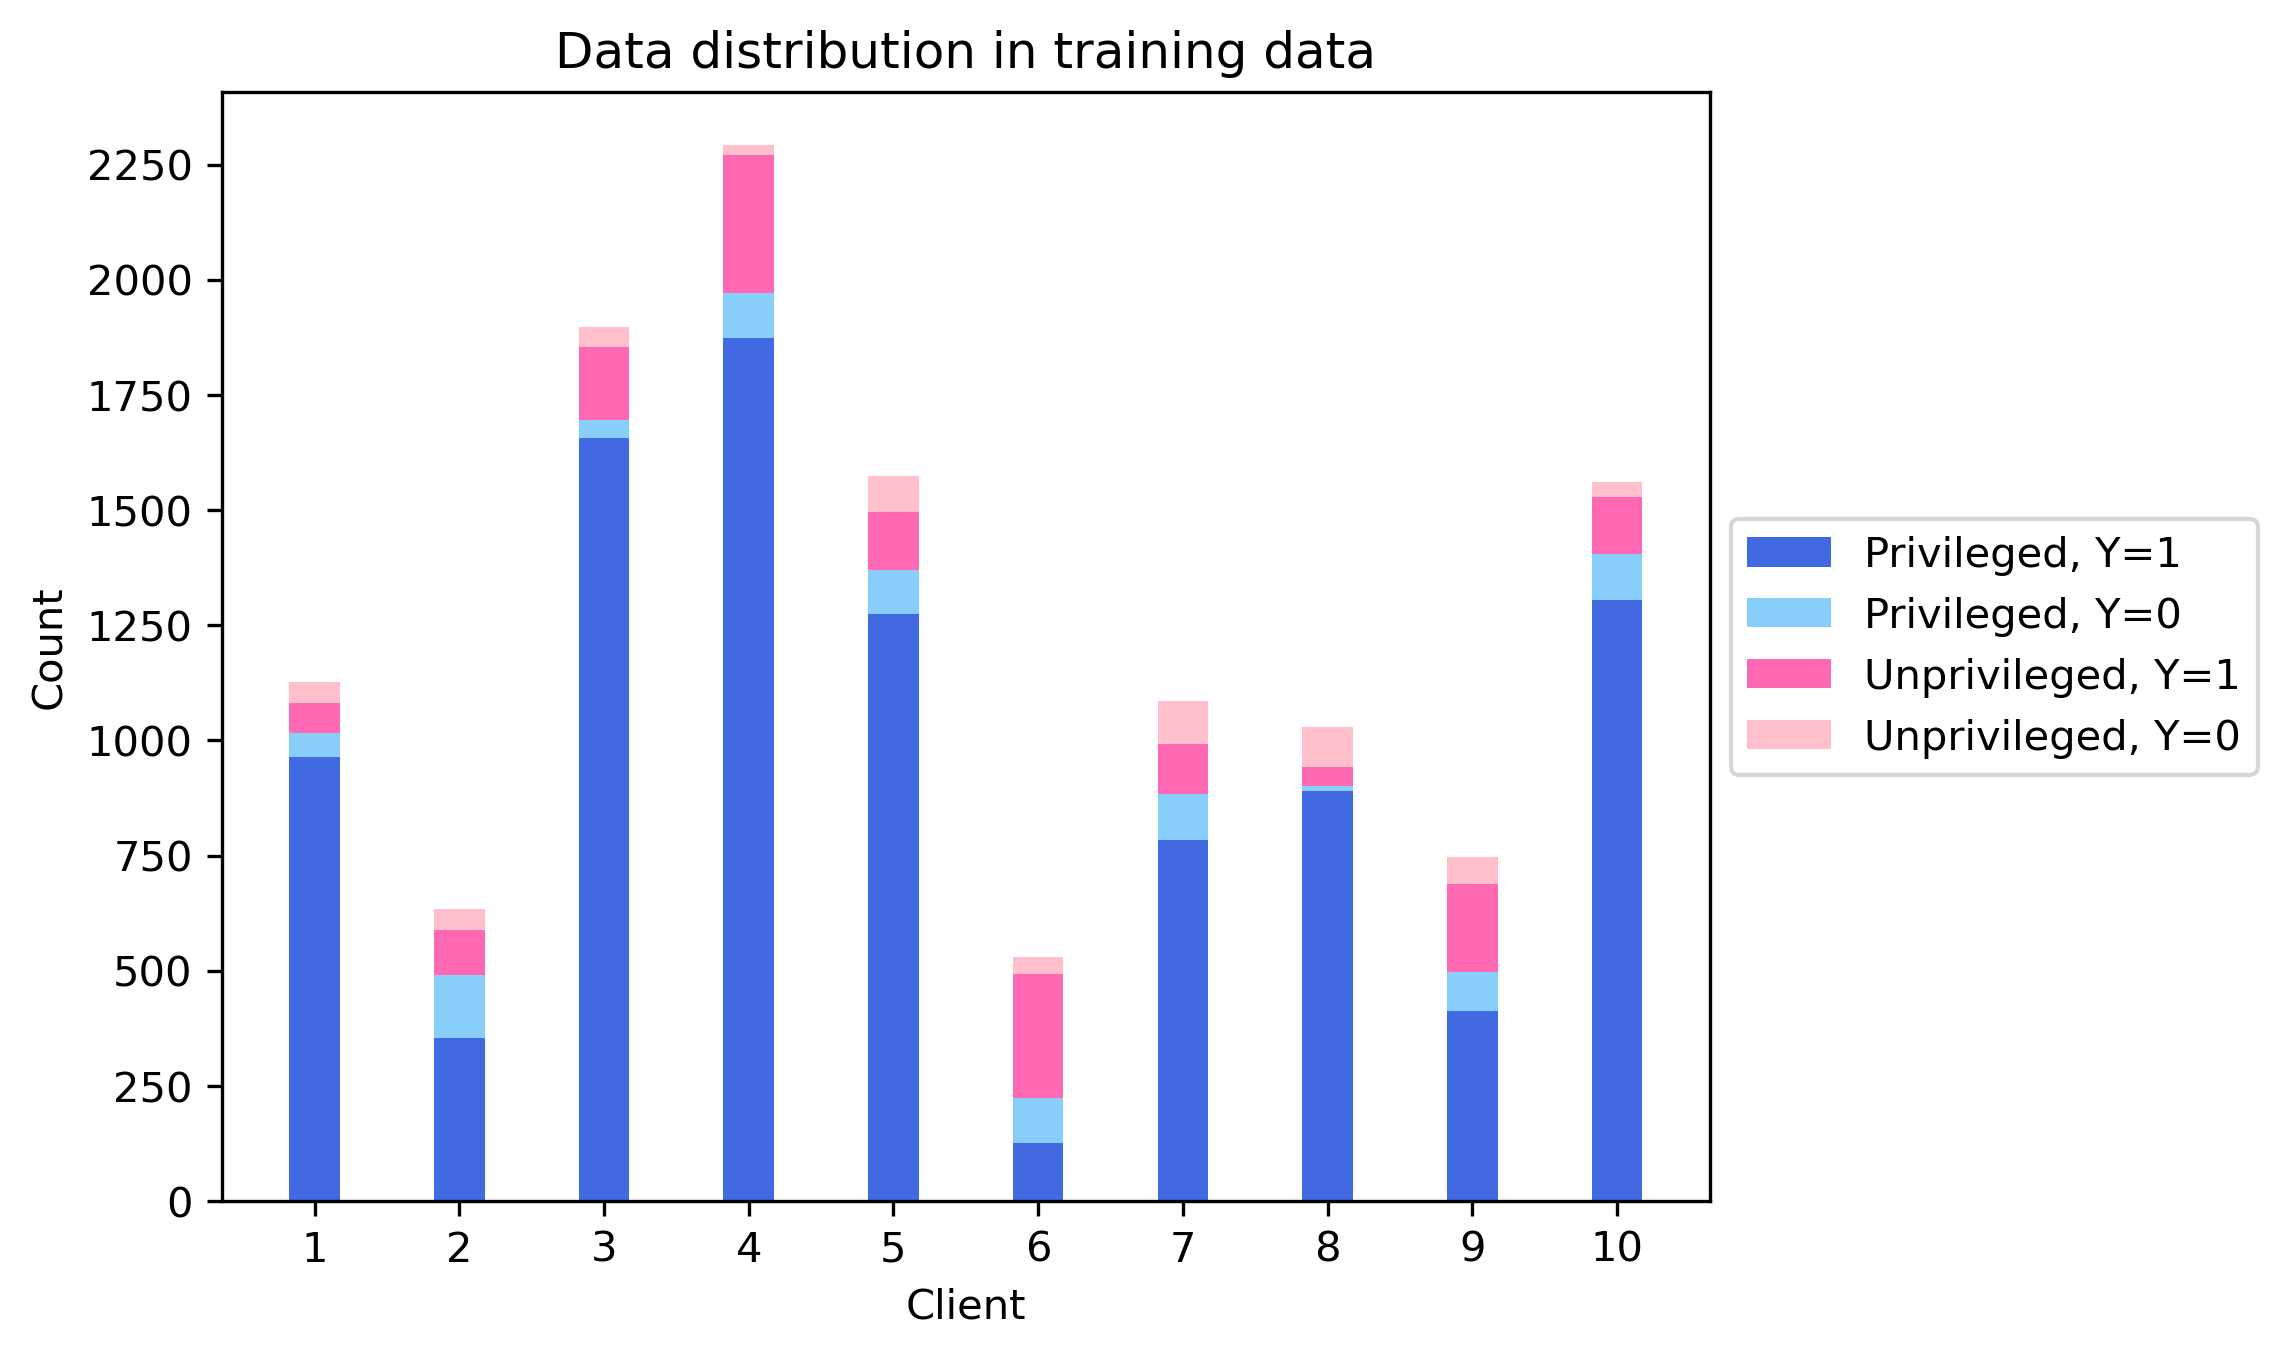 Data distribution in training data
Count
2250
2000
1750
1500
1250
1000
750
500
250
0
1 2 3 4 5 6 7 8 9 10
Client
Privileged, Y=1
Privileged, Y=0
Unprivileged, Y=1
Unprivileged, Y=0